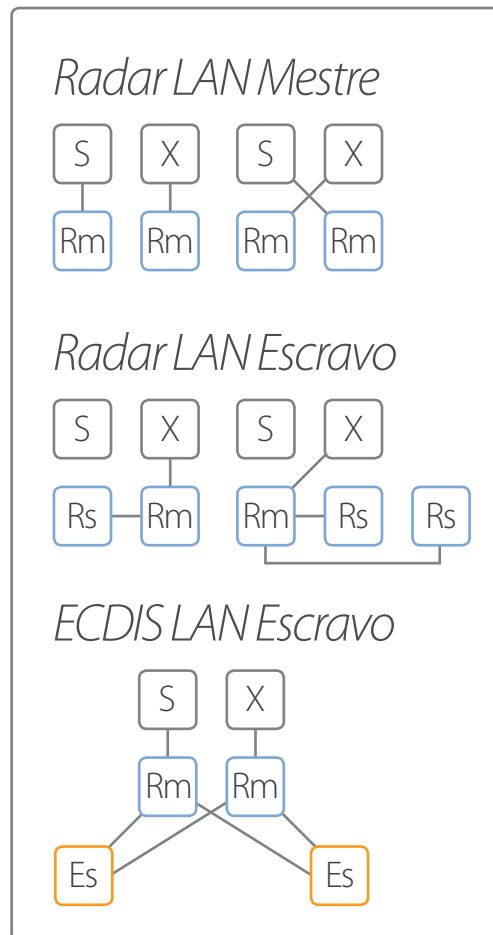 Radar LAN Mestre
S X S X
Rm Rm Rm Rm
Radar LAN Escravo
S X S X
Rs Rm Rm Rs Rs
ECDIS LAN Escravo
S X
Rm Rm
Es Es